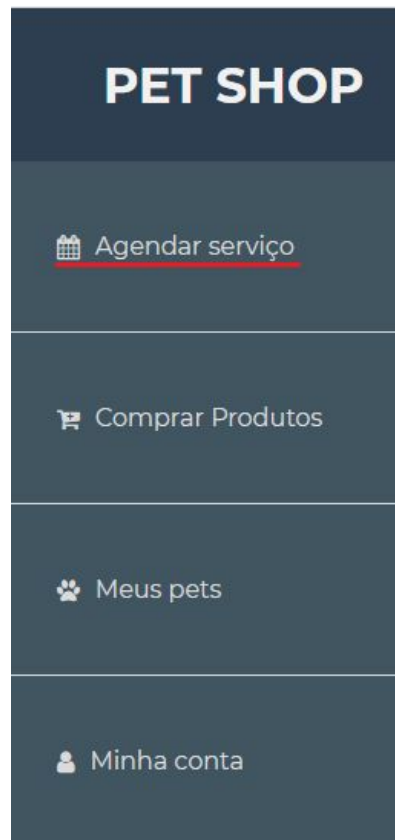 PET SHOP
Agendar serviço
Comprar Produtos
Meus pets
Minha conta